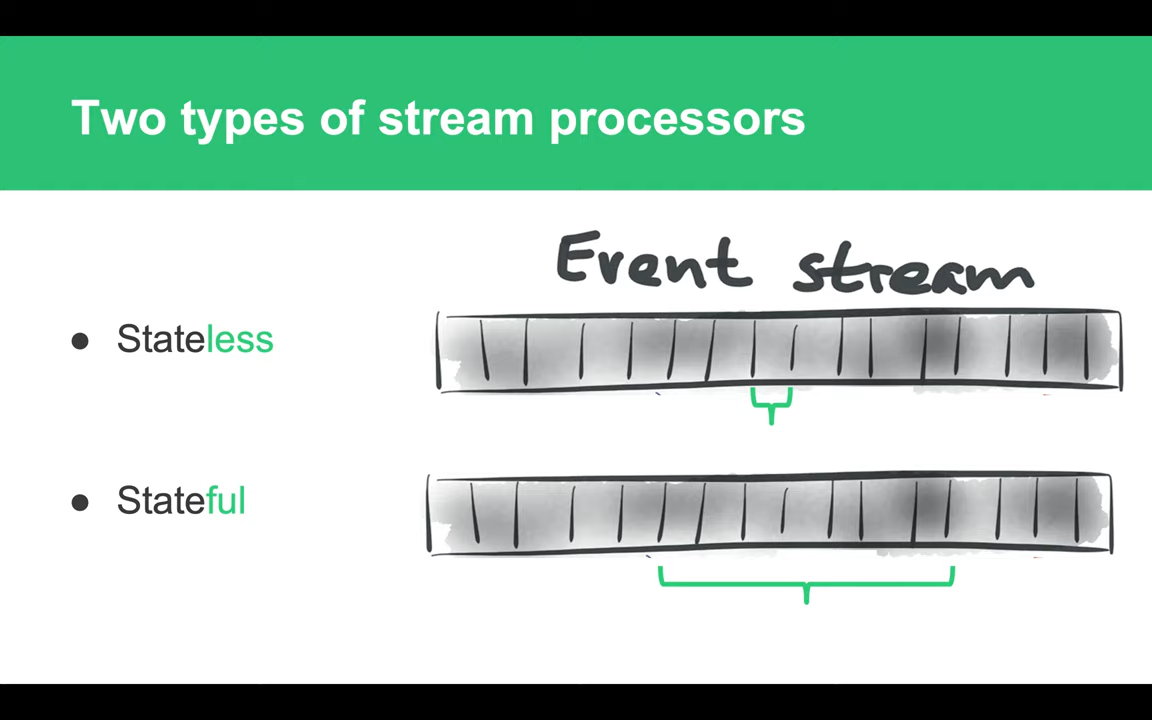 Two types of stream processors
Event stream
● Stateless
● Stateful